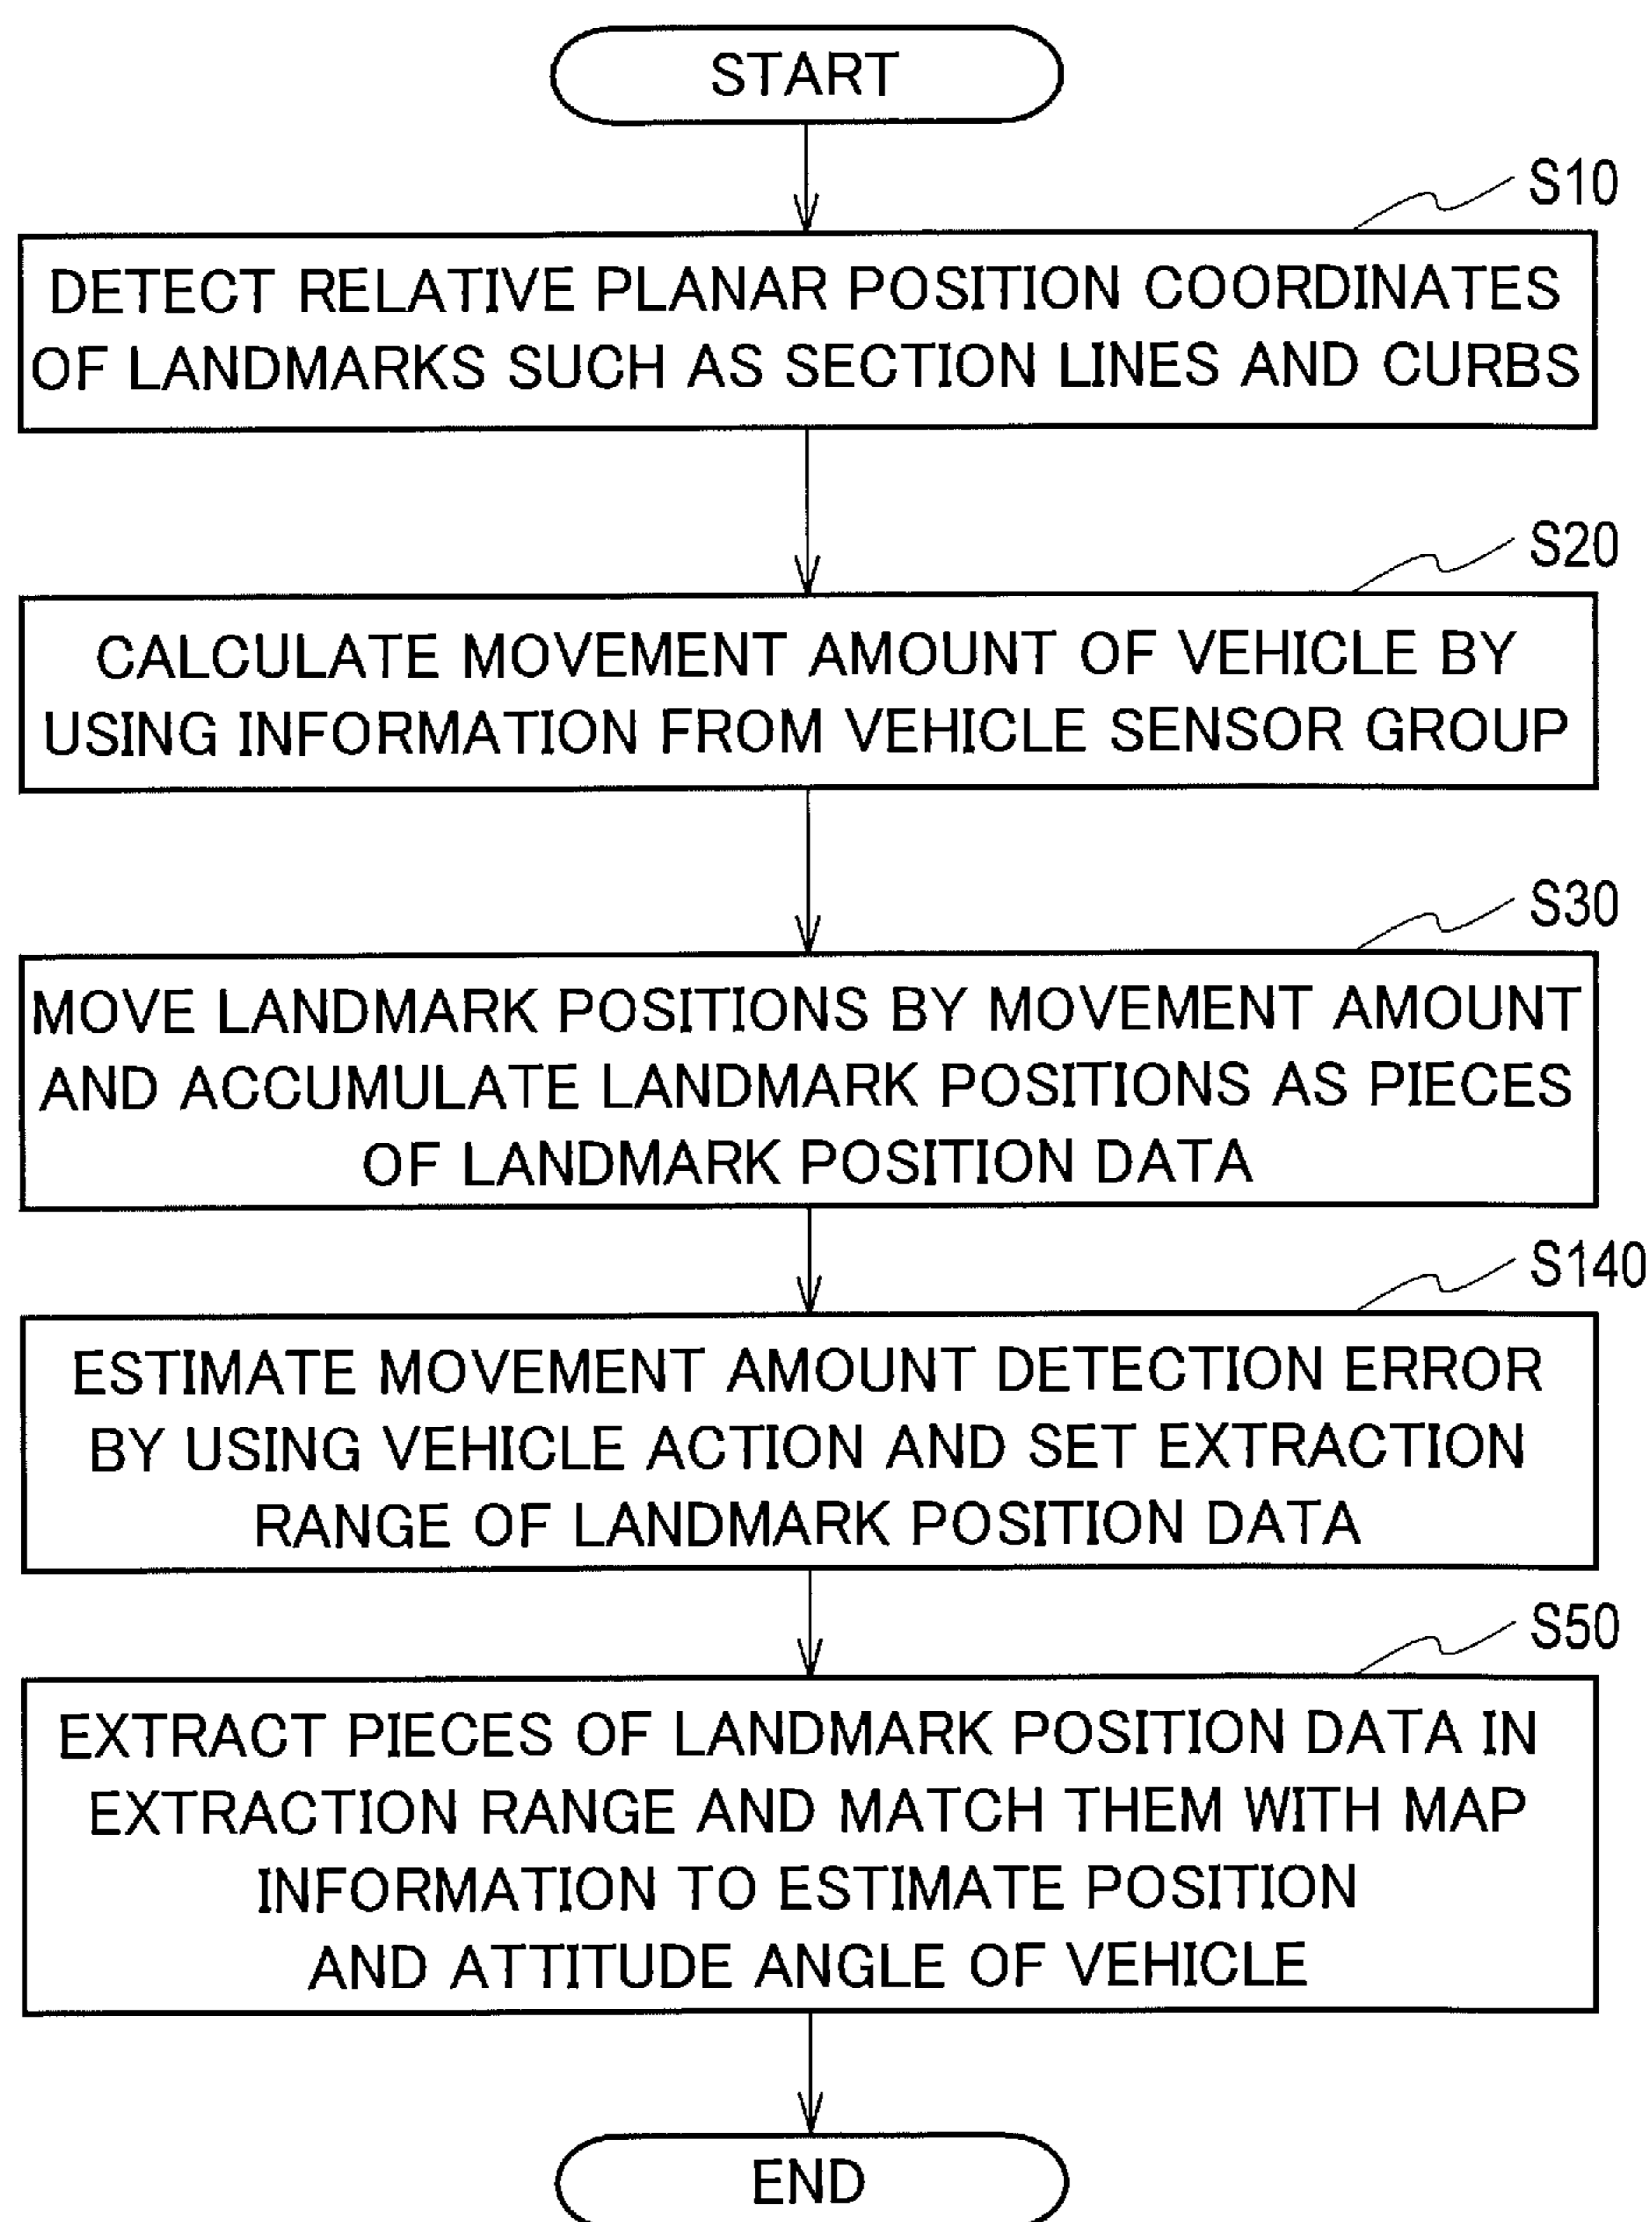 START
S10
DETECT RELATIVE PLANAR POSITION COORDINATES
OF LANDMARKS SUCH AS SECTION LINES AND CURBS
S20
CALCULATE MOVEMENT AMOUNT OF VEHICLE BY
USING INFORMATION FROM VEHICLE SENSOR GROUP
S30
MOVE LANDMARK POSITIONS BY MOVEMENT AMOUNT
AND ACCUMULATE LANDMARK POSITIONS AS PIECES
OF LANDMARK POSITION DATA
S140
ESTIMATE MOVEMENT AMOUNT DETECTION ERROR
BY USING VEHICLE ACTION AND SET EXTRACTION
RANGE OF LANDMARK POSITION DATA
S50
EXTRACT PIECES OF LANDMARK POSITION DATA IN
EXTRACTION RANGE AND MATCH THEM WITH MAP
INFORMATION TO ESTIMATE POSITION
AND ATTITUDE ANGLE OF VEHICLE
END